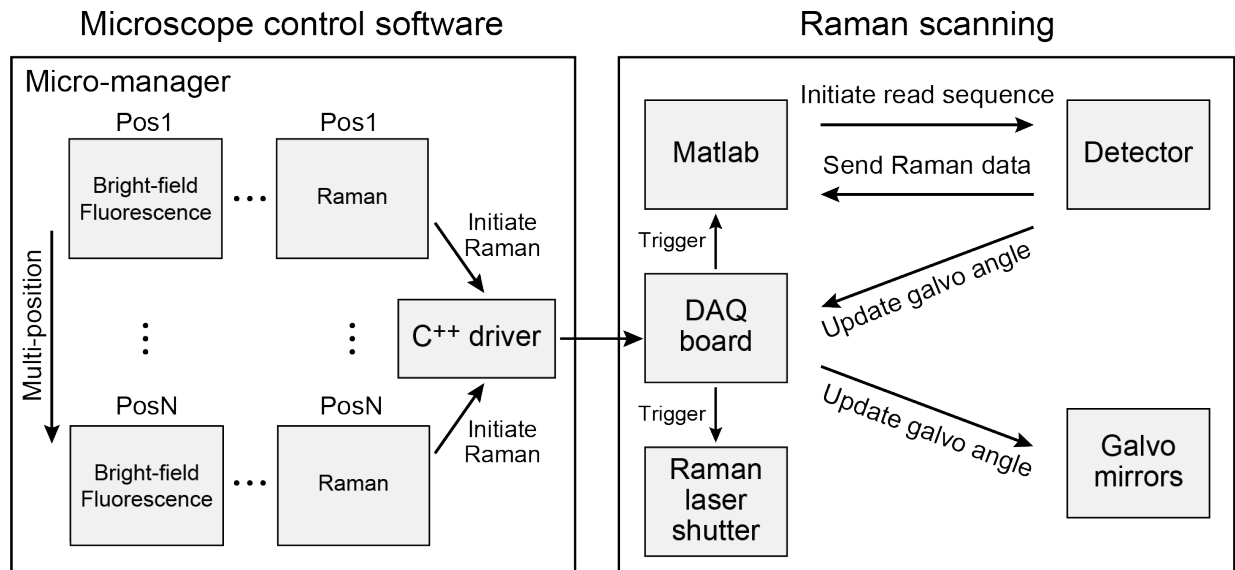 Microscope control software
Micro-manager
Pos1
Pos1
Bright-field
Fluorescence
Raman
Initiate
Raman
Multi-position
C++ driver
PosN
PosN
Initiate
Raman
Bright-field
Fluorescence
Raman
Raman scanning
Initiate read sequence
Matlab
Detector
Send Raman data
Trigger
Update galvo angle
DAQ
board
Trigger
Update galvo angle
Raman
laser
shutter
Galvo
mirrors